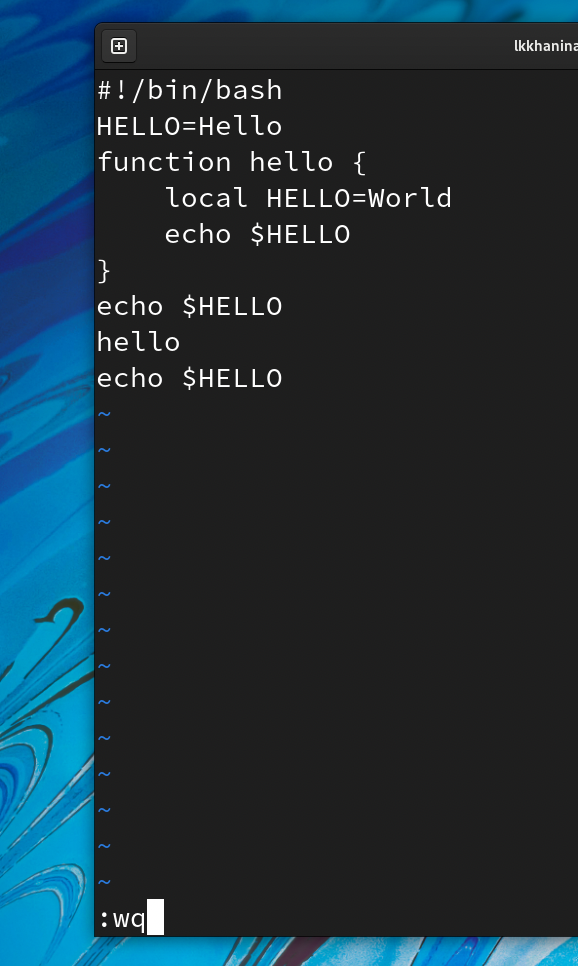 lkkhanina
#!/bin/bash
HELLO=Hello
function hello {
    local HELLO=World
    echo $HELLO
}
echo $HELLO
hello
echo $HELLO
~
~
~
~
~
~
~
~
~
~
~
~
~
~
:wq